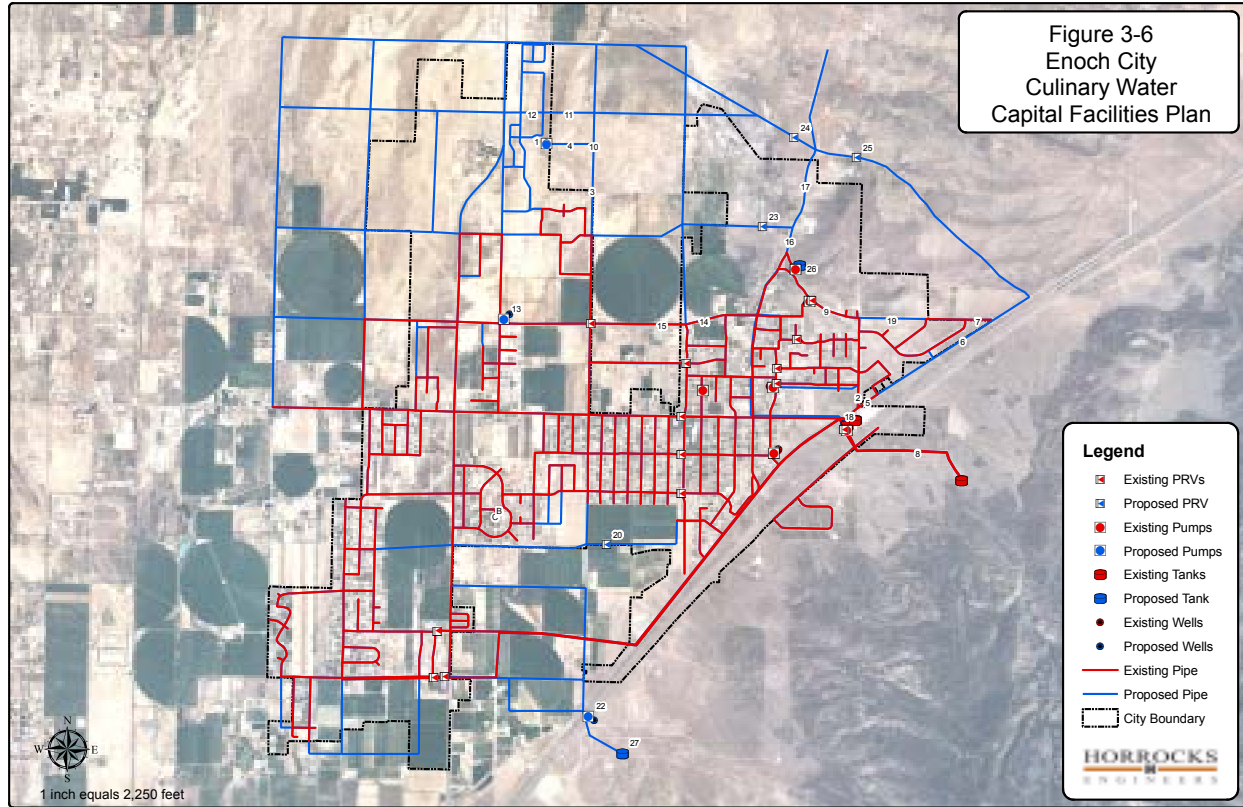 Figure 3-6
Enoch City
Culinary Water
Capital Facilities Plan
24
25
12
11
1
4
10
17
3
23
16
26
13
9
15
14
19
7
6
2
5
18
8
B
C
20
22
27
Legend
Existing PRVs
Proposed PRV
Existing Pumps
Proposed Pumps
Existing Tanks
Proposed Tank
Existing Wells
Proposed Wells
Existing Pipe
Proposed Pipe
City Boundary
HORROCKS
ENGINEERS
N
W E
S
1 inch equals 2,250 feet